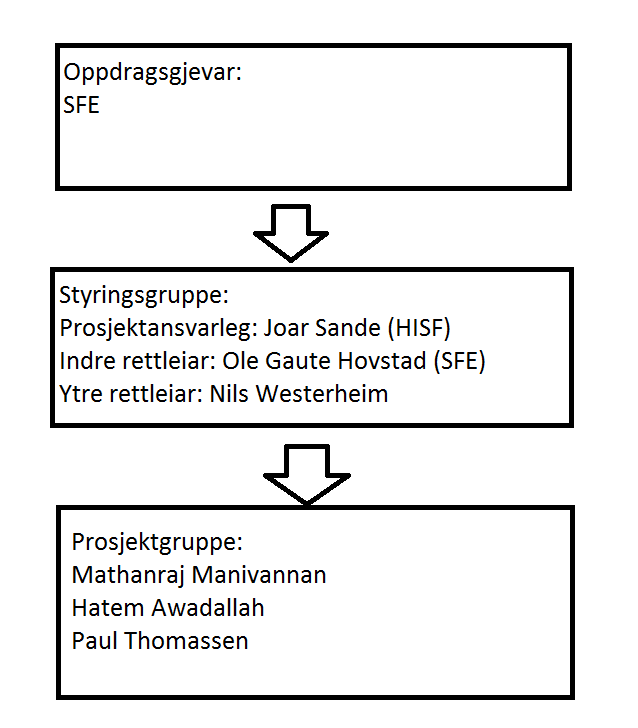 Oppdragsgjevar:
SFE
Styringsgruppe:
Prosjektansvarleg: Joar Sande (HISF)
Indre rettleiar: Ole Gaute Hovstad (SFE)
Ytre rettleiar: Nils Westerheim
Prosjektgruppe:
Mathanraj Manivannan
Hatem Awadallah
Paul Thomassen